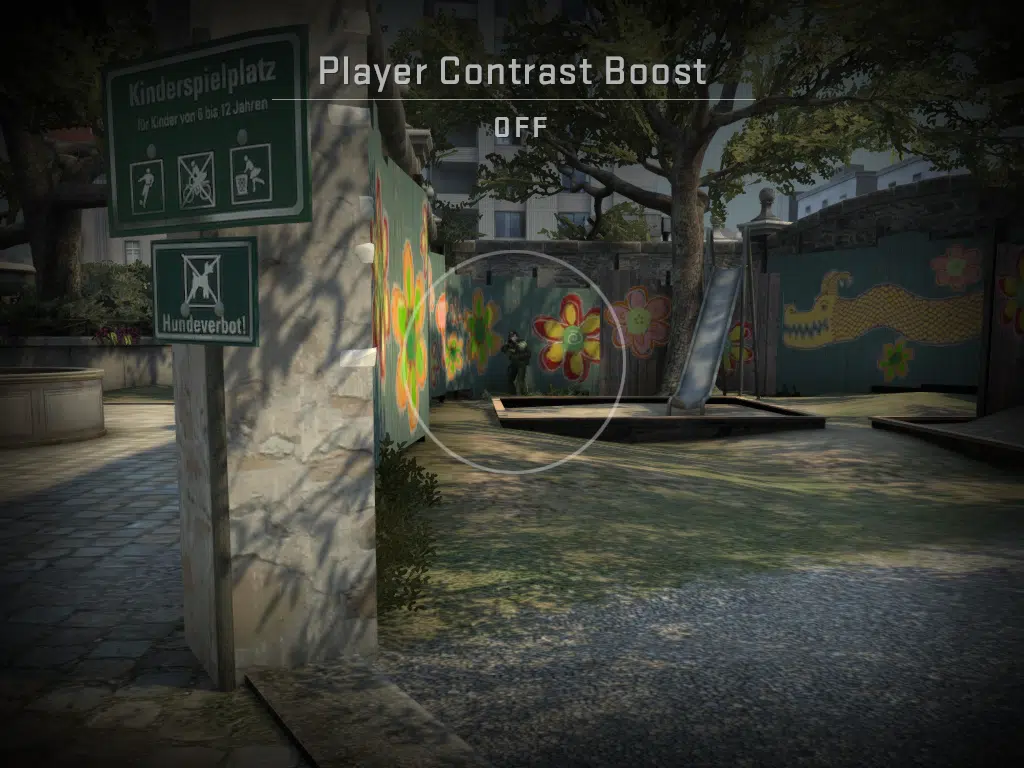 Player Contrast Boost
OFF
Kinderspielplatz
für Kinder von 6 bis 12 Jahren
Hundeverbot!